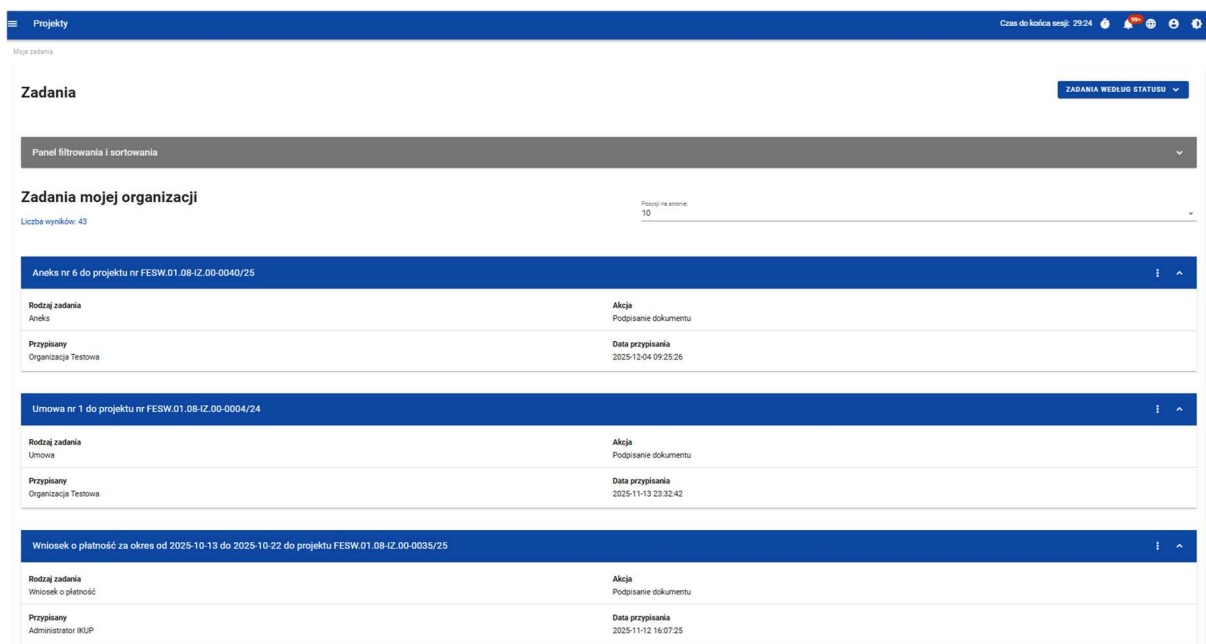 Projekty
Czas do końca sesji: 29:24
99+
Moje zadania
Zadania
ZADANIA WEDŁUG STATUSU
Panel filtrowania i sortowania
Zadania mojej organizacji
Liczba wyników: 43
Pozycji na stronie:
10
Aneks nr 6 do projektu nr FESW.01.08-IZ.00-0040/25
Rodzaj zadania
Aneks
Akcja
Podpisanie dokumentu
Przypisany
Organizacja Testowa
Data przypisania
2025-12-04 09:25:26
Umowa nr 1 do projektu nr FESW.01.08-IZ.00-0004/24
Rodzaj zadania
Umowa
Akcja
Podpisanie dokumentu
Przypisany
Organizacja Testowa
Data przypisania
2025-11-13 23:32:42
Wniosek o płatność za okres od 2025-10-13 do 2025-10-22 do projektu FESW.01.08-IZ.00-0035/25
Rodzaj zadania
Wniosek o płatność
Akcja
Podpisanie dokumentu
Przypisany
Administrator IKUP
Data przypisania
2025-11-12 16:07:25